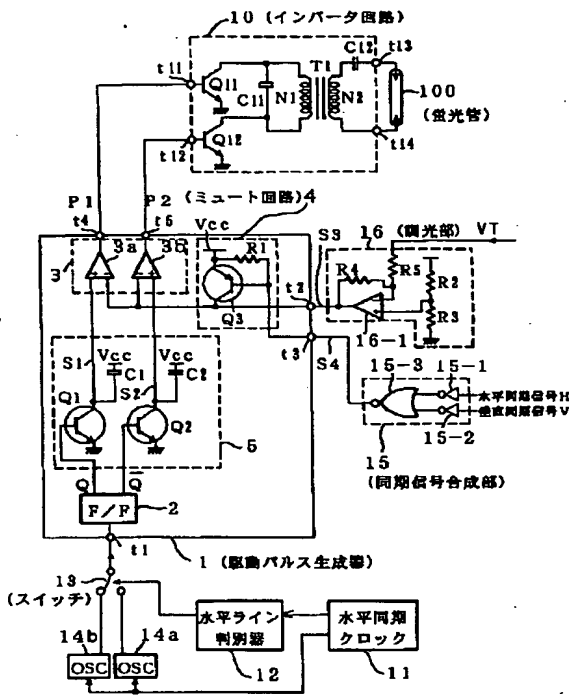 10 (インバータ回路)
t11
Q11
C11
N1
T1
N2
C12
t13
100
(蛍光管)
t12
Q12
t14
P1
P2
(ミュート回路)
4
t4
t5
Vcc
R1
S3
16 (調光部)
VT
3
3a
3b
R4
R5
R2
R3
t2
Q3
16-1
t3
S4
S1
Vcc
C1
S2
Vcc
C2
Q1
Q2
5
15-3
15-1
水平同期信号H
垂直同期信号V
15-2
15
(同期信号合成部)
Q
Q̄
F/F
2
t1
1 (駆動パルス生成器)
13
(スイッチ)
14b
14a
OSC
OSC
水平ライン
判別器
12
水平同期
クロック
11